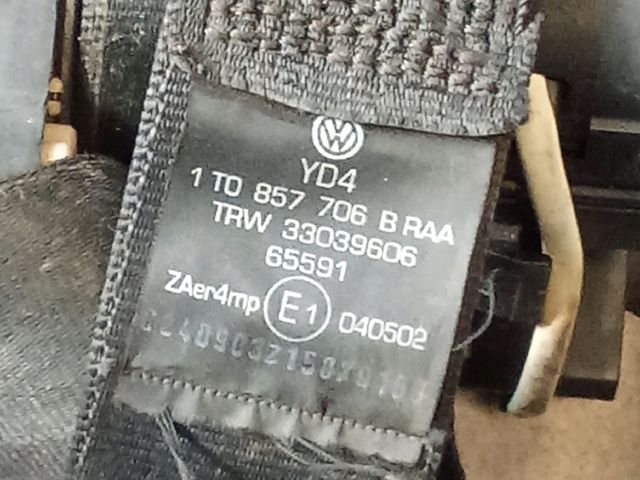 YD4
1 T0 857 706 B RAA
TRW 33039606
65591
ZAer4mp E1 040502